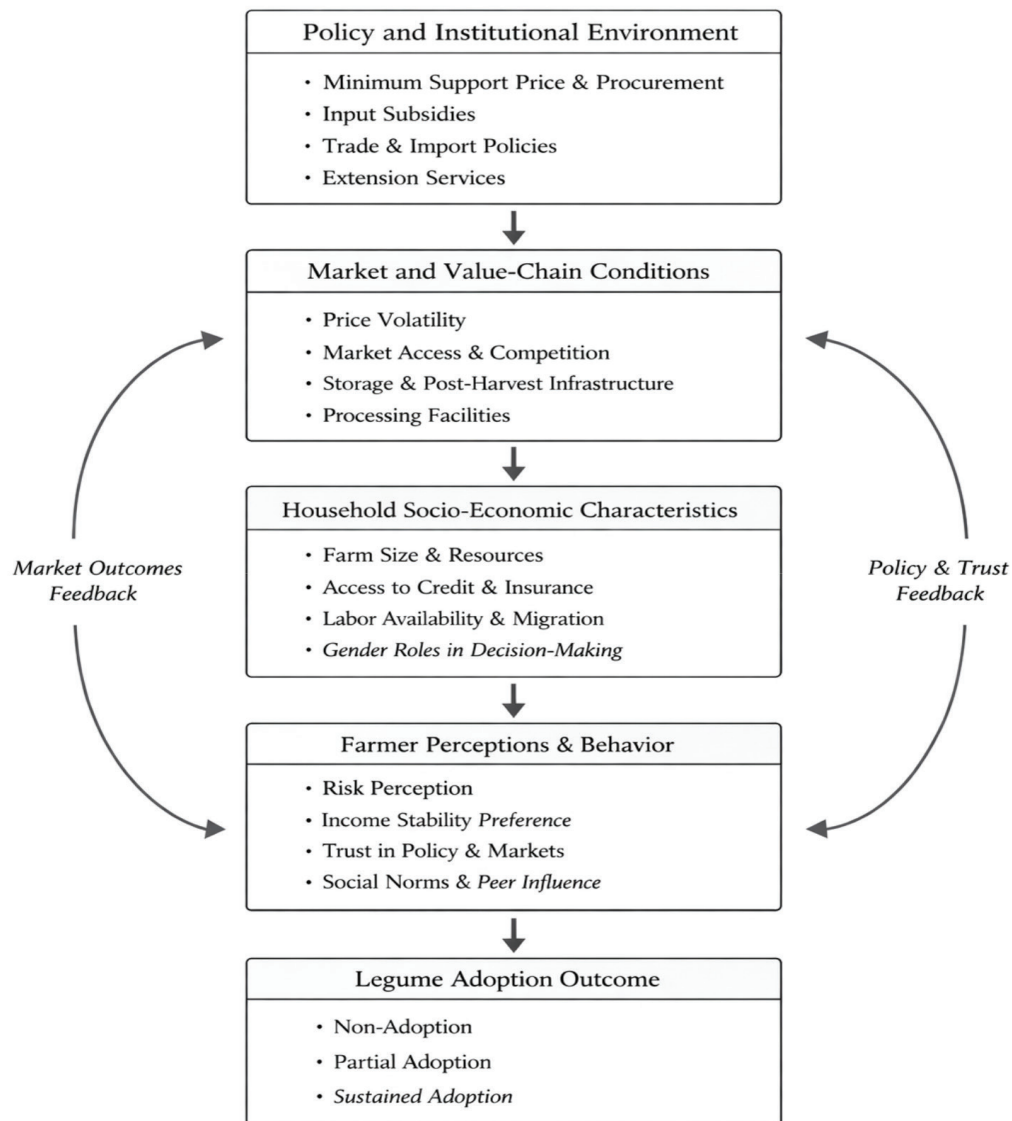 Policy and Institutional Environment
• Minimum Support Price & Procurement
• Input Subsidies
• Trade & Import Policies
• Extension Services
Market and Value-Chain Conditions
• Price Volatility
• Market Access & Competition
• Storage & Post-Harvest Infrastructure
• Processing Facilities
Household Socio-Economic Characteristics
• Farm Size & Resources
• Access to Credit & Insurance
• Labor Availability & Migration
• Gender Roles in Decision-Making
Market Outcomes
Feedback
Policy & Trust
Feedback
Farmer Perceptions & Behavior
• Risk Perception
• Income Stability Preference
• Trust in Policy & Markets
• Social Norms & Peer Influence
Legume Adoption Outcome
• Non-Adoption
• Partial Adoption
• Sustained Adoption